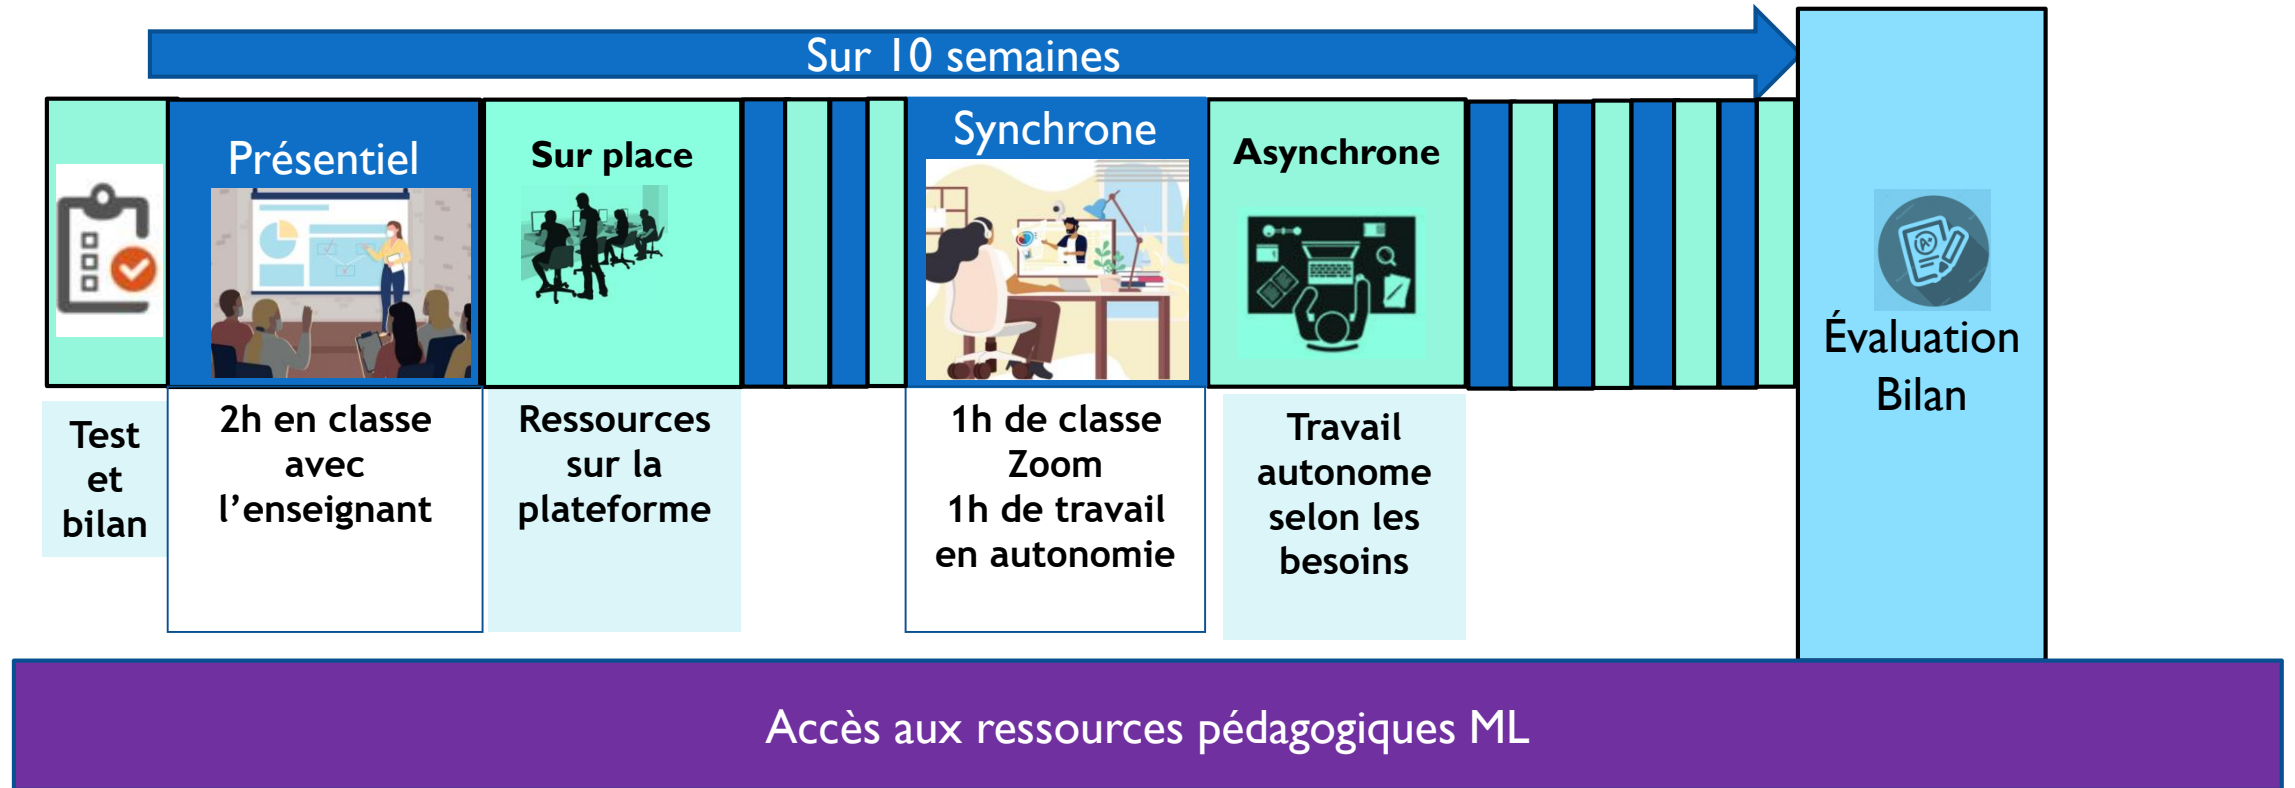 Sur 10 semaines
Présentiel
Sur place
Synchrone
Asynchrone
Test
et
bilan
2h en classe
avec
l'enseignant
Ressources
sur la
plateforme
1h de classe
Zoom
1h de travail
en autonomie
Travail
autonome
selon les
besoins
A+
Évaluation
Bilan
Accès aux ressources pédagogiques ML